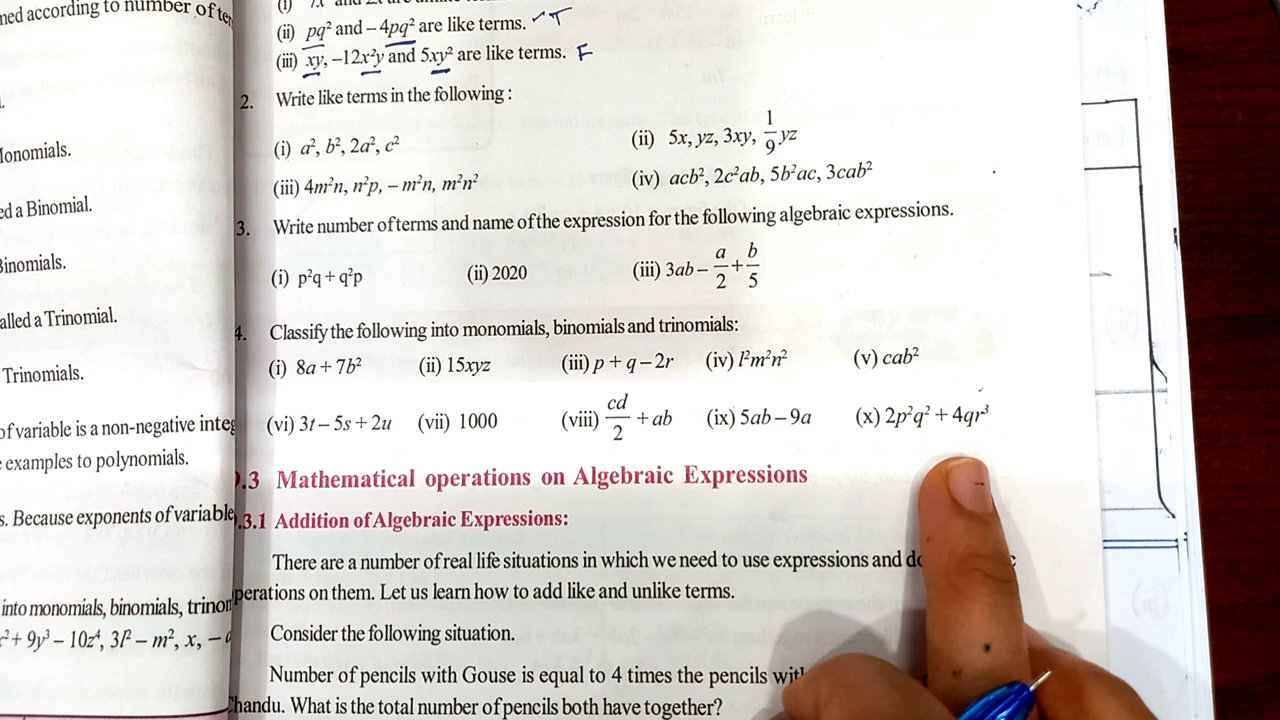 ned according to number of
Monomials.
ed a Binomial.
Binomials.
alled a Trinomial.
Trinomials.
of variable is a non-negative
examples to polynomials.
s. Because exponents of variable
into monomials, binomials,
+ 9y³ – 10z⁴, 3l² – m², x, –
(ii) pq² and – 4pq² are like terms. ✓ T
(iii) xy, –12x²y and 5xy² are like terms. F
2. Write like terms in the following :
(i) a², b², 2a², c² (ii) 5x, yz, 3xy, 1/9 yz
(iii) 4m²n, n²p, – m²n, m²n² (iv) acb², 2c²ab, 5b²ac, 3cab²
3. Write number of terms and name of the expression for the following algebraic expressions.
(i) p²q + q²p (ii) 2020 (iii) 3ab – a/2 + b/5
4. Classify the following into monomials, binomials and trinomials:
(i) 8a + 7b² (ii) 15xyz (iii) p + q – 2r (iv) l²m²n² (v) cab²
(vi) 3t – 5s + 2u (vii) 1000 (viii) cd/2 + ab (ix) 5ab – 9a (x) 2p²q² + 4qr³
.3 Mathematical operations on Algebraic Expressions
.3.1 Addition of Algebraic Expressions:
There are a number of real life situations in which we need to use expressions and
perations on them. Let us learn how to add like and unlike terms.
Consider the following situation.
Number of pencils with Gouse is equal to 4 times the pencils
Chandu. What is the total number of pencils both have together?